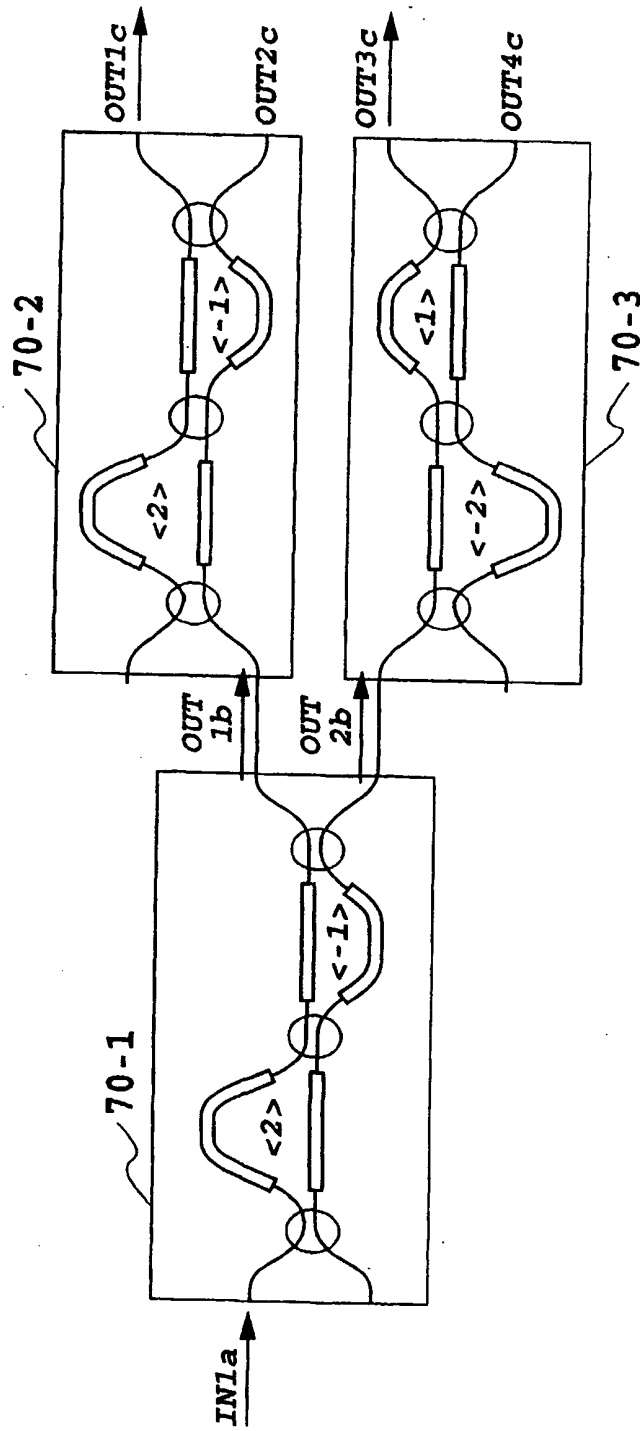 70-1
70-2
70-3
IN1a
<2>
<-1>
OUT
1b
OUT
2b
<2>
<-1>
OUT1c
OUT2c
<-2>
<1>
OUT3c
OUT4c